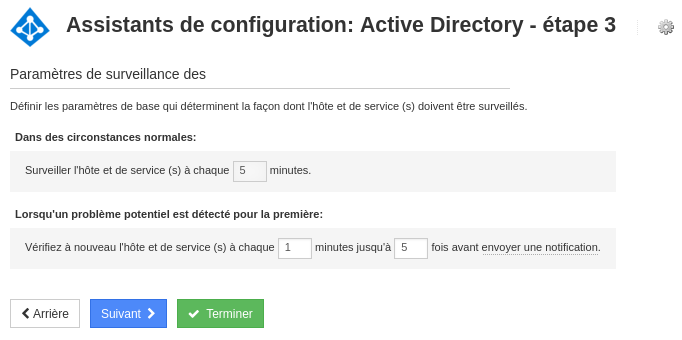 Assistants de configuration: Active Directory - étape 3
Paramètres de surveillance des
Définir les paramètres de base qui déterminent la façon dont l'hôte et de service (s) doivent être surveillés.
Dans des circonstances normales:
Surveiller l'hôte et de service (s) à chaque 5 minutes.
Lorsqu'un problème potentiel est détecté pour la première:
Vérifiez à nouveau l'hôte et de service (s) à chaque 1 minutes jusqu'à 5 fois avant envoyer une notification.
Arrière Suivant Terminer